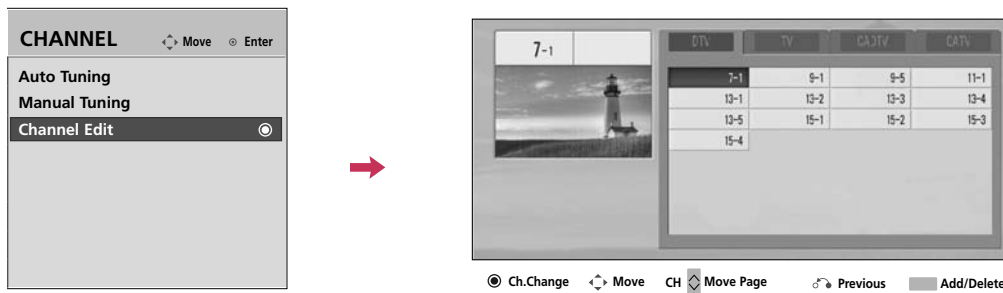 CHANNEL Move Enter
Auto Tuning
Manual Tuning
Channel Edit
7-1
DTV TV CADTV CATV
7-1 9-1 9-5 11-1
13-1 13-2 13-3 13-4
13-5 15-1 15-2 15-3
15-4
Ch.Change Move CH Move Page Previous Add/Delete